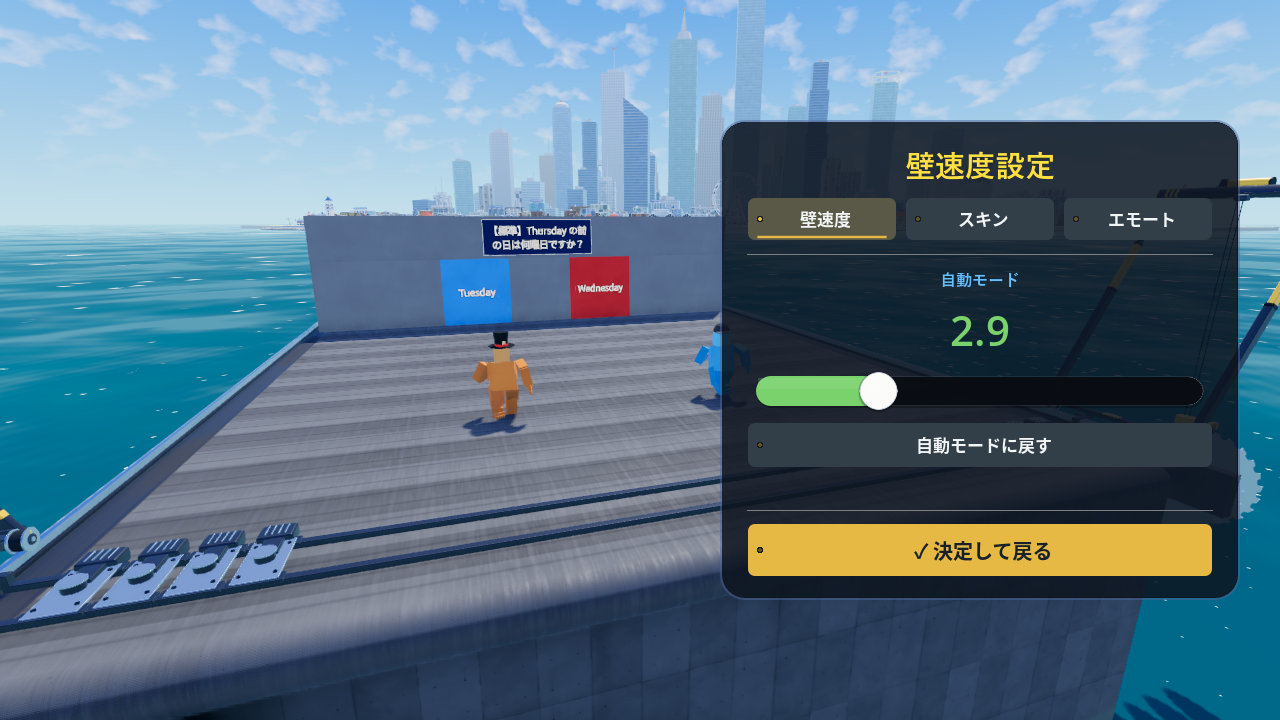 【標準】Thursday の前
の日は何曜日ですか？
Tuesday
Wednesday
壁速度設定
壁速度
スキン
エモート
自動モード
2.9
自動モードに戻す
✓ 決定して戻る